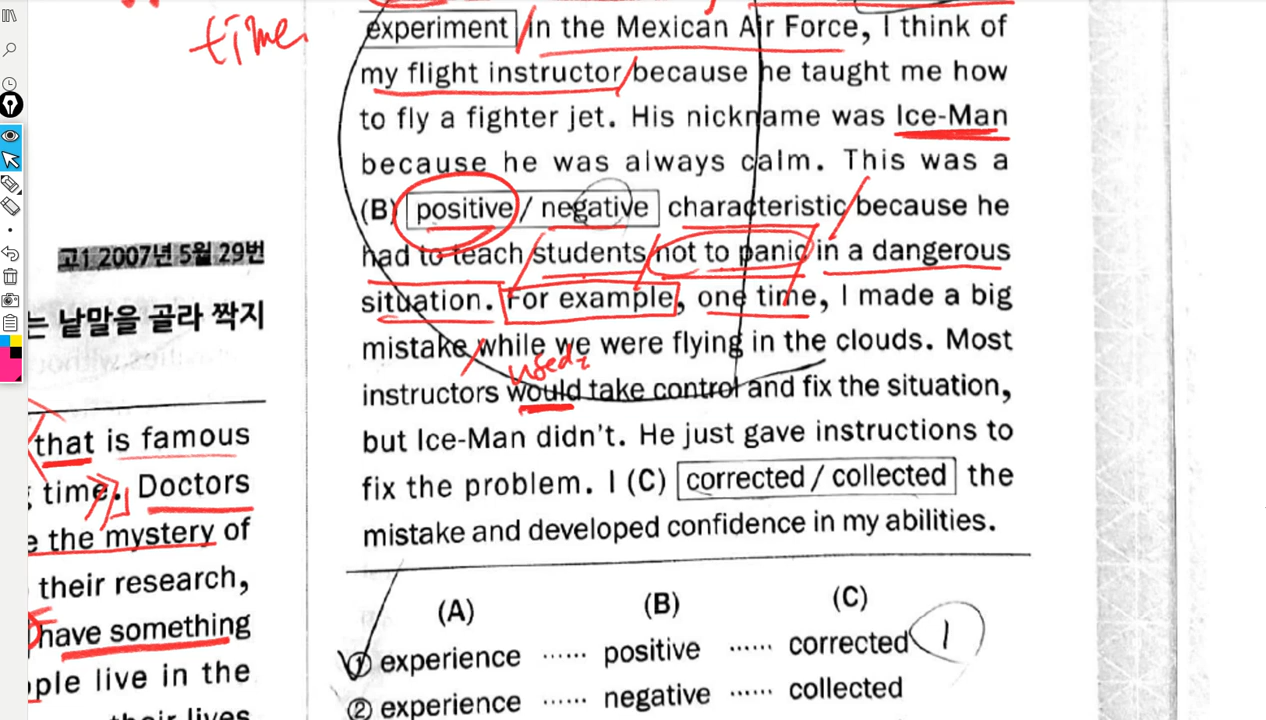 time
experiment in the Mexican Air Force, I think of
my flight instructor because he taught me how
to fly a fighter jet. His nickname was Ice-Man
because he was always calm. This was a
(B) positive / negative characteristic because he
had to teach students not to panic in a dangerous
situation. For example, one time, I made a big
mistake while we were flying in the clouds. Most
used
instructors would take control and fix the situation,
but Ice-Man didn't. He just gave instructions to
fix the problem. I (C) corrected / collected the
mistake and developed confidence in my abilities.
(A) (B) (C)
① experience ...... positive ...... corrected 1
② experience ...... negative ...... collected
고1 2007년 5월 29번
는 낱말을 골라 짝지
that is famous
time. Doctors
the mystery of
their research,
have something
live in the
their lives